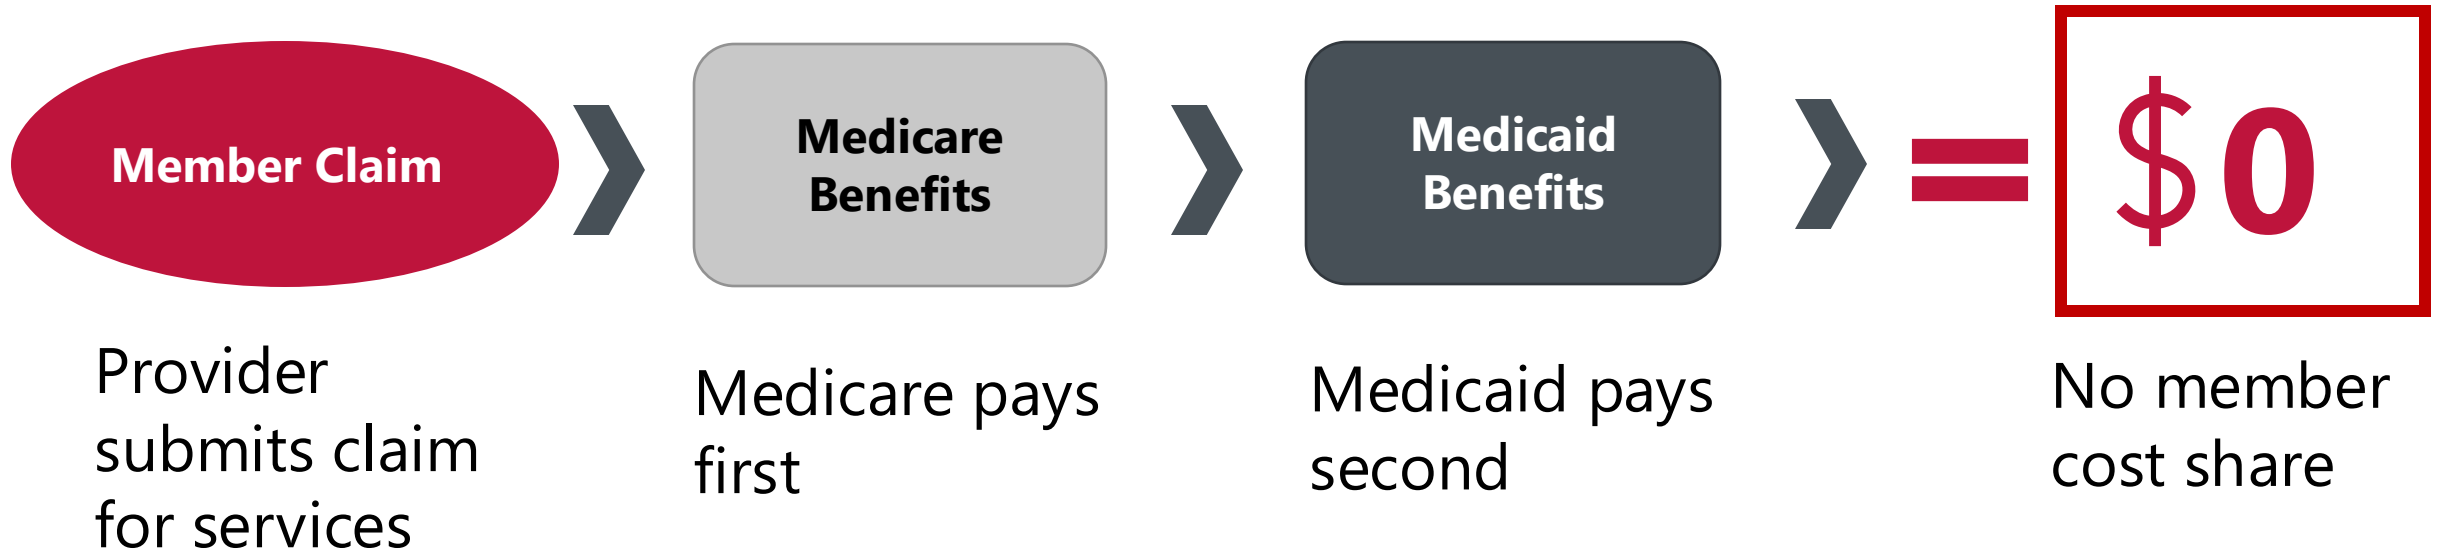 Member Claim
Medicare
Benefits
Medicaid
Benefits
= $0
Provider
submits claim
for services
Medicare pays
first
Medicaid pays
second
No member
cost share